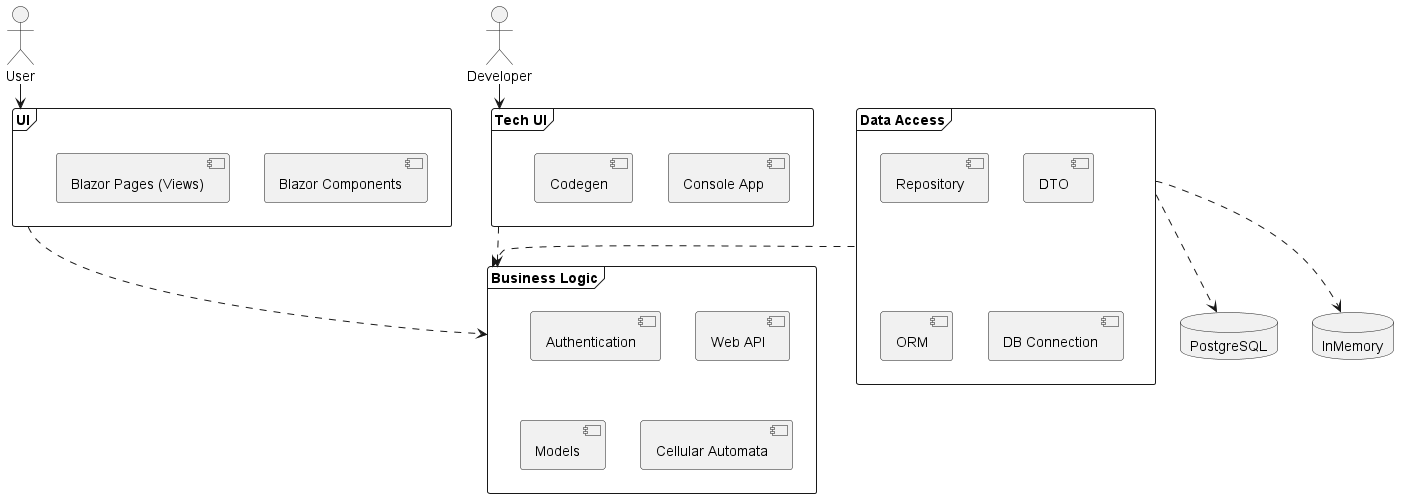 User
Developer
UI
Blazor Pages (Views)
Blazor Components
Tech UI
Codegen
Console App
Data Access
Repository
DTO
ORM
DB Connection
Business Logic
Authentication
Web API
Models
Cellular Automata
PostgreSQL
InMemory